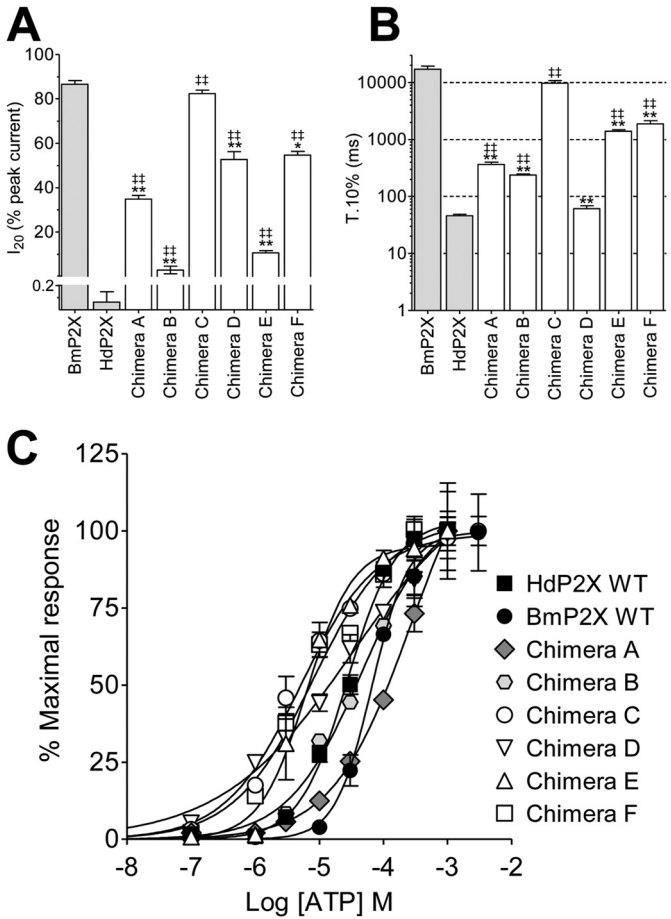 A
I20 (% peak current)
100
80
60
40
20
0.2
BmP2X
HdP2X
Chimera A
Chimera B
Chimera C
Chimera D
Chimera E
Chimera F
‡‡
**
‡‡
**
‡‡
‡‡
**
‡‡
**
‡‡
*
B
T.10% (ms)
10000
1000
100
10
1
BmP2X
HdP2X
Chimera A
Chimera B
Chimera C
Chimera D
Chimera E
Chimera F
‡‡
**
‡‡
**
‡‡
**
‡‡
**
‡‡
**
C
% Maximal response
125
100
75
50
25
0
-8 -7 -6 -5 -4 -3 -2
Log [ATP] M
HdP2X WT
BmP2X WT
Chimera A
Chimera B
Chimera C
Chimera D
Chimera E
Chimera F